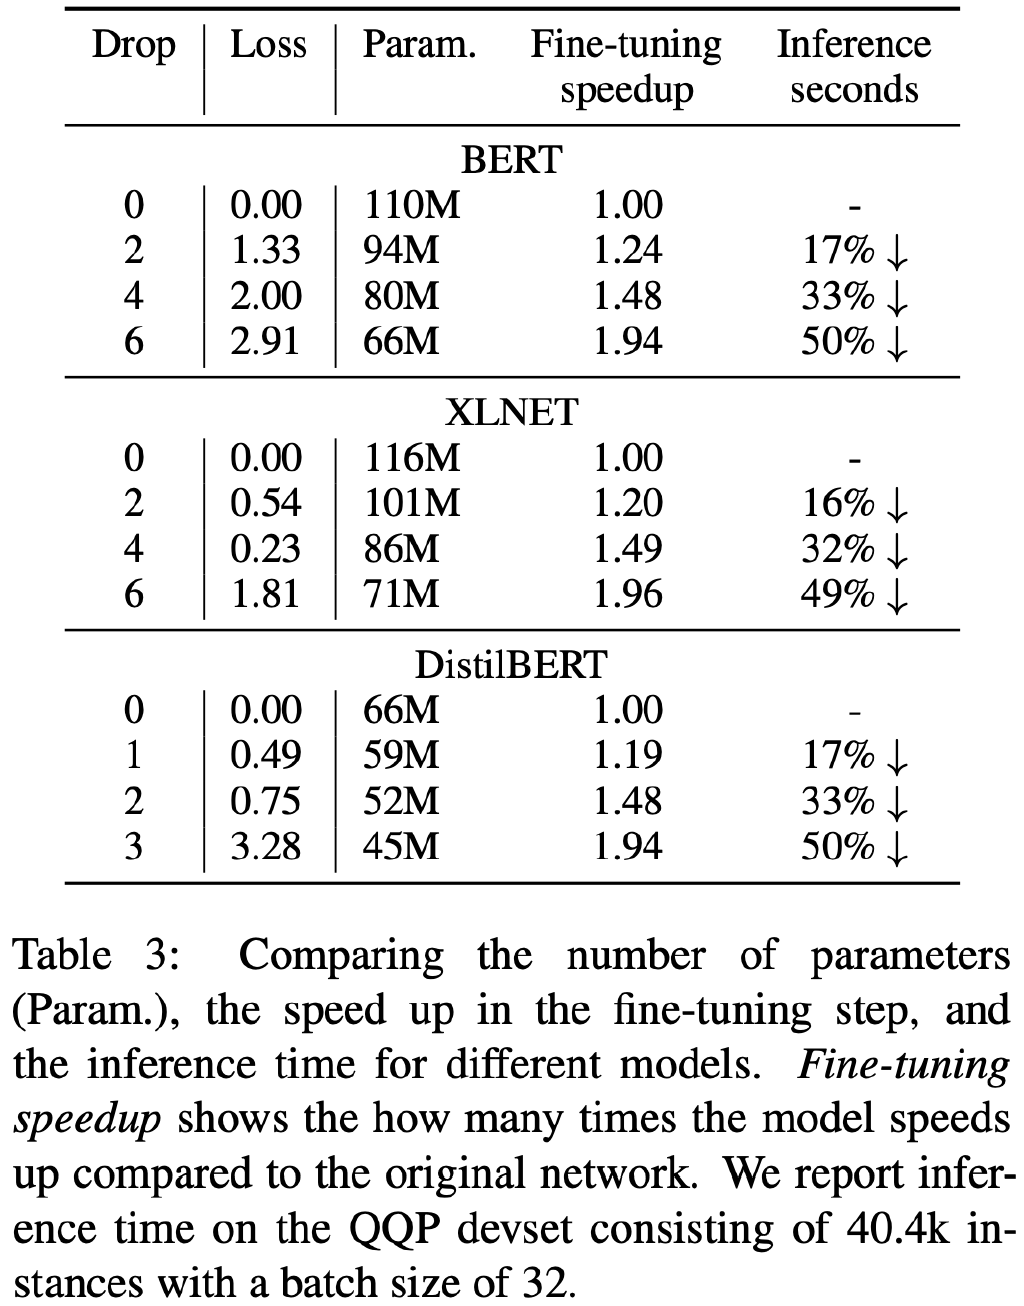 Drop Loss Param. Fine-tuning Inference
speedup seconds
BERT
0 0.00 110M 1.00 -
2 1.33 94M 1.24 17% ↓
4 2.00 80M 1.48 33% ↓
6 2.91 66M 1.94 50% ↓
XLNET
0 0.00 116M 1.00 -
2 0.54 101M 1.20 16% ↓
4 0.23 86M 1.49 32% ↓
6 1.81 71M 1.96 49% ↓
DistilBERT
0 0.00 66M 1.00 -
1 0.49 59M 1.19 17% ↓
2 0.75 52M 1.48 33% ↓
3 3.28 45M 1.94 50% ↓
Table 3: Comparing the number of parameters
(Param.), the speed up in the fine-tuning step, and
the inference time for different models. Fine-tuning
speedup shows the how many times the model speeds
up compared to the original network. We report infer-
ence time on the QQP devset consisting of 40.4k in-
stances with a batch size of 32.